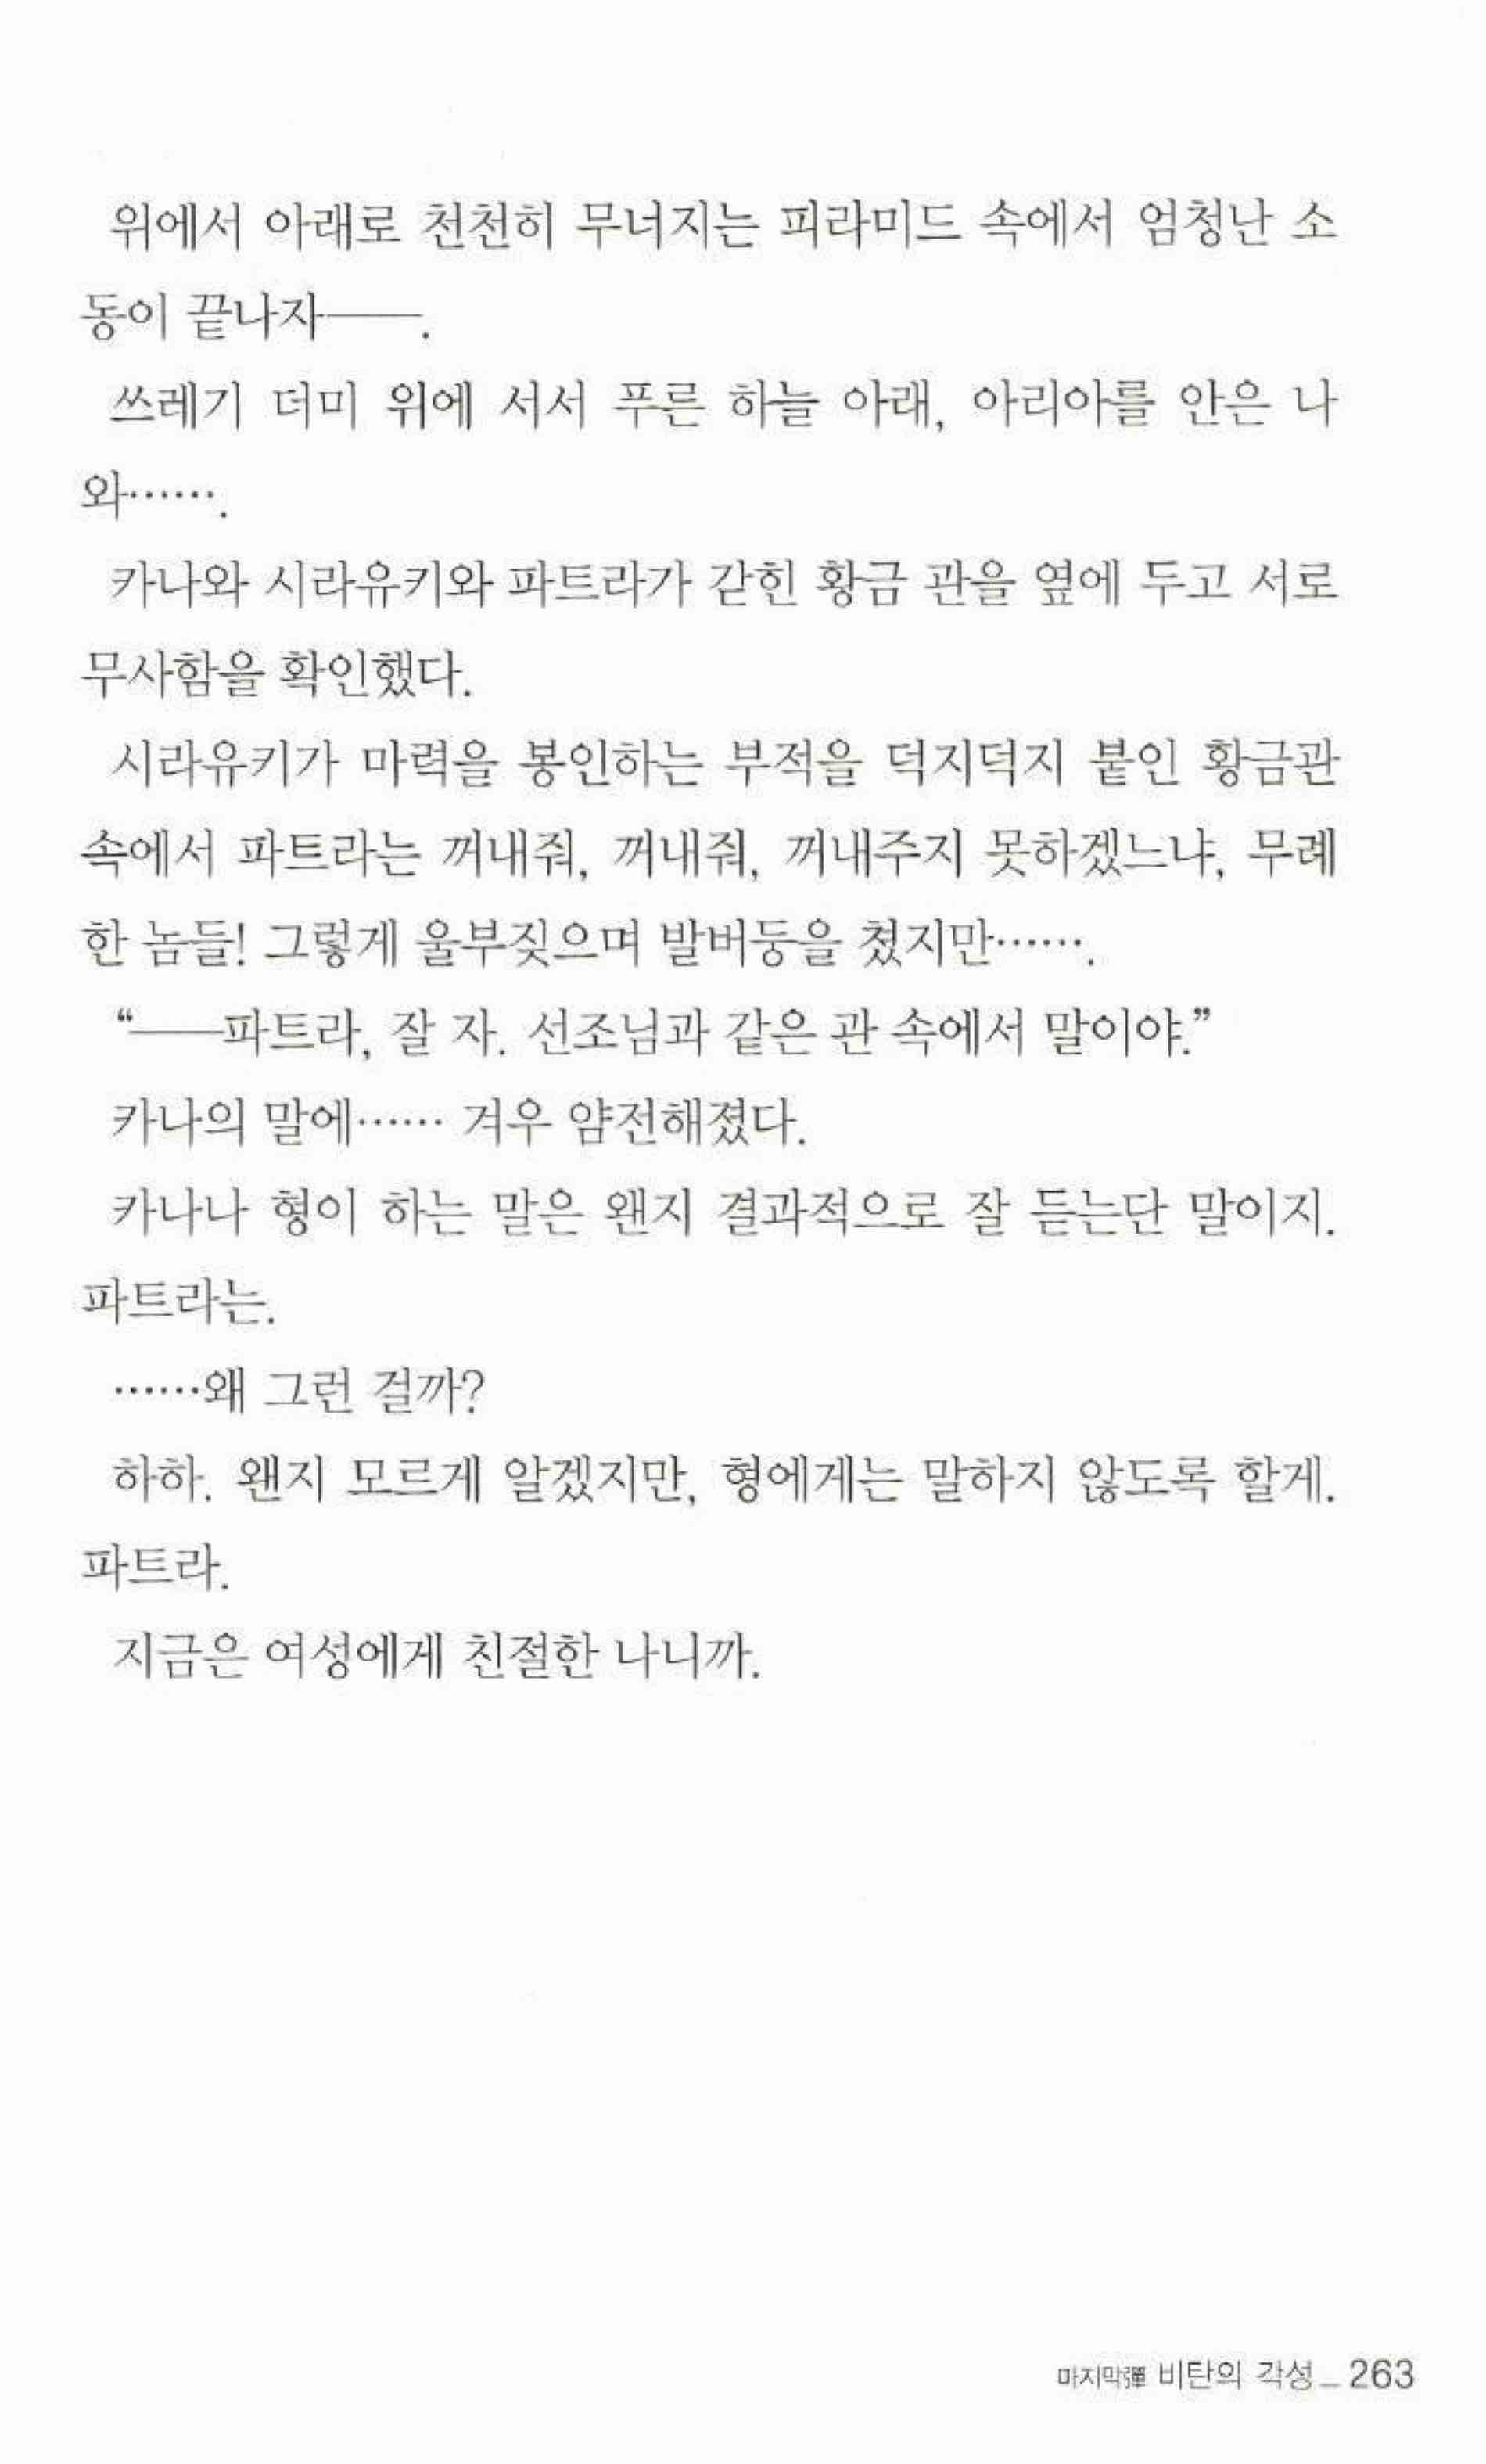 위에서 아래로 천천히 무너지는 피라미드 속에서 엄청난 소
동이 끝나자――.
쓰레기 더미 위에 서서 푸른 하늘 아래, 아리아를 안은 나
와…….
카나와 시라유키와 파트라가 갇힌 황금 관을 옆에 두고 서로
무사함을 확인했다.
시라유키가 마력을 봉인하는 부적을 덕지덕지 붙인 황금관
속에서 파트라는 꺼내줘, 꺼내줘, 꺼내주지 못하겠느냐, 무례
한 놈들! 그렇게 울부짖으며 발버둥을 쳤지만…….
“――파트라, 잘 자. 선조님과 같은 관 속에서 말이야.”
카나의 말에…… 겨우 얌전해졌다.
카나나 형이 하는 말은 왠지 결과적으로 잘 듣는단 말이지.
파트라는.
……왜 그런 걸까?
하하. 왠지 모르게 알겠지만, 형에게는 말하지 않도록 할게.
파트라.
지금은 여성에게 친절한 나니까.
마지막彈 비탄의 각성 _ 263